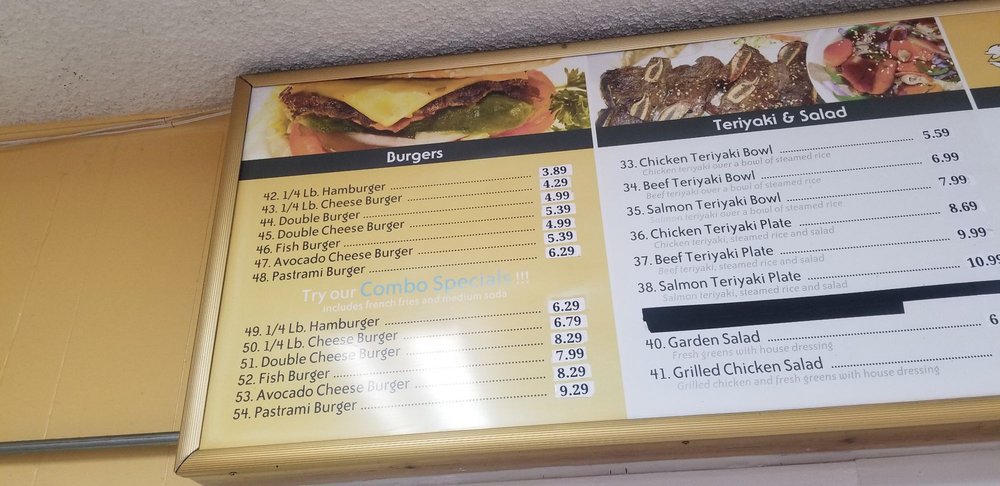 Burgers
42. 1/4 Lb. Hamburger 3.89
43. 1/4 Lb. Cheese Burger 4.29
44. Double Burger 4.99
45. Double Cheese Burger 5.39
46. Fish Burger 4.99
47. Avocado Cheese Burger 5.39
48. Pastrami Burger 6.29
Try our Combo Specials !!!
includes french fries and medium soda
49. 1/4 Lb. Hamburger 6.29
50. 1/4 Lb. Cheese Burger 6.79
51. Double Cheese Burger 8.29
52. Fish Burger 7.99
53. Avocado Cheese Burger 8.29
54. Pastrami Burger 9.29
Teriyaki & Salad
33. Chicken Teriyaki Bowl 5.59
Chicken teriyaki over a bowl of steamed rice
34. Beef Teriyaki Bowl 6.99
Beef teriyaki over a bowl of steamed rice
35. Salmon Teriyaki Bowl 7.99
Salmon teriyaki over a bowl of steamed rice
36. Chicken Teriyaki Plate 8.69
Chicken teriyaki, steamed rice and salad
37. Beef Teriyaki Plate 9.99
Beef teriyaki, steamed rice and salad
38. Salmon Teriyaki Plate 10.99
Salmon teriyaki, steamed rice and salad
40. Garden Salad 6
Fresh greens with house dressing
41. Grilled Chicken Salad
Grilled chicken and fresh greens with house dressing